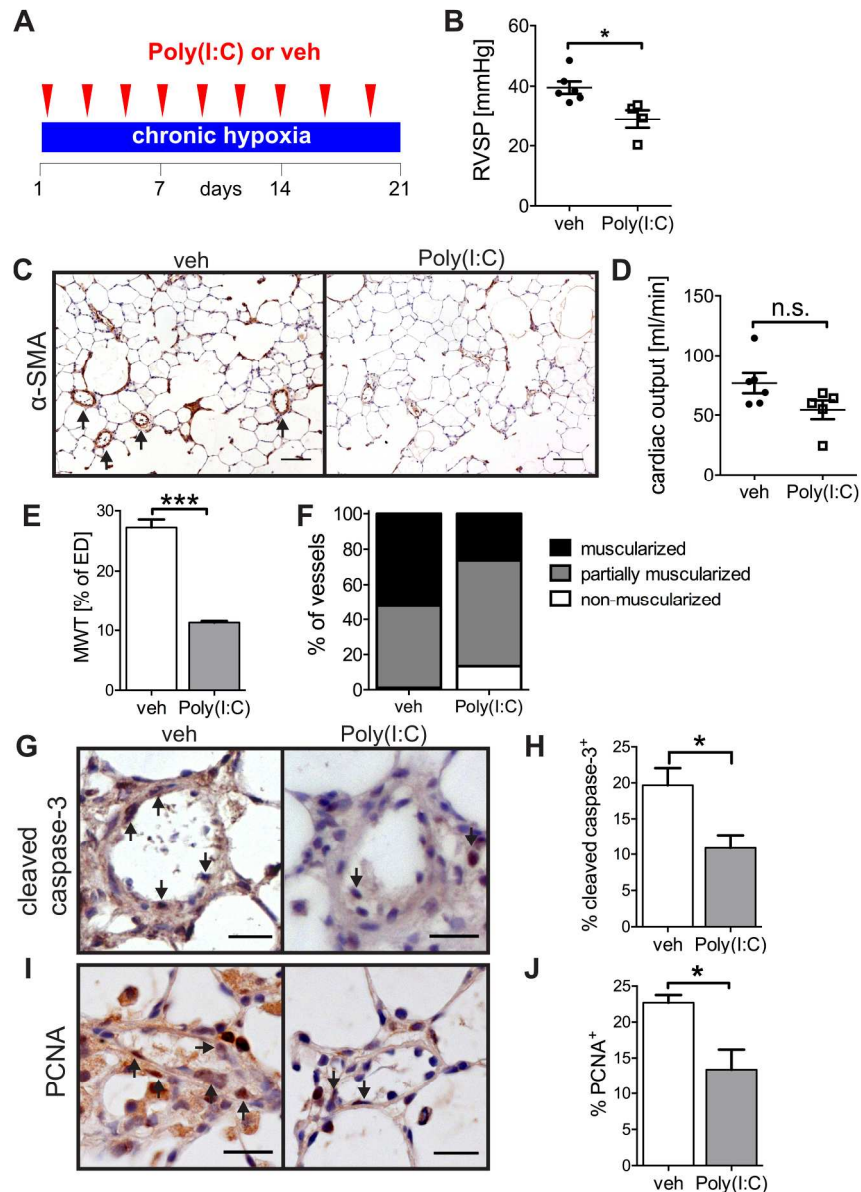 A
Poly(I:C) or veh
chronic hypoxia
1 7 days 14 21
B
RVSP [mmHg]
60
40
20
0
*
veh Poly(I:C)
C
veh Poly(I:C)
α-SMA
D
cardiac output [ml/min]
150
100
50
0
n.s.
veh Poly(I:C)
E
MWT [% of ED]
30
20
10
0
***
veh Poly(I:C)
F
% of vessels
100
80
60
40
20
0
veh Poly(I:C)
muscularized
partially muscularized
non-muscularized
G
veh Poly(I:C)
cleaved
caspase-3
H
% cleaved caspase-3+
25
20
15
10
5
0
*
veh Poly(I:C)
I
PCNA
J
% PCNA+
25
20
15
10
5
0
*
veh Poly(I:C)